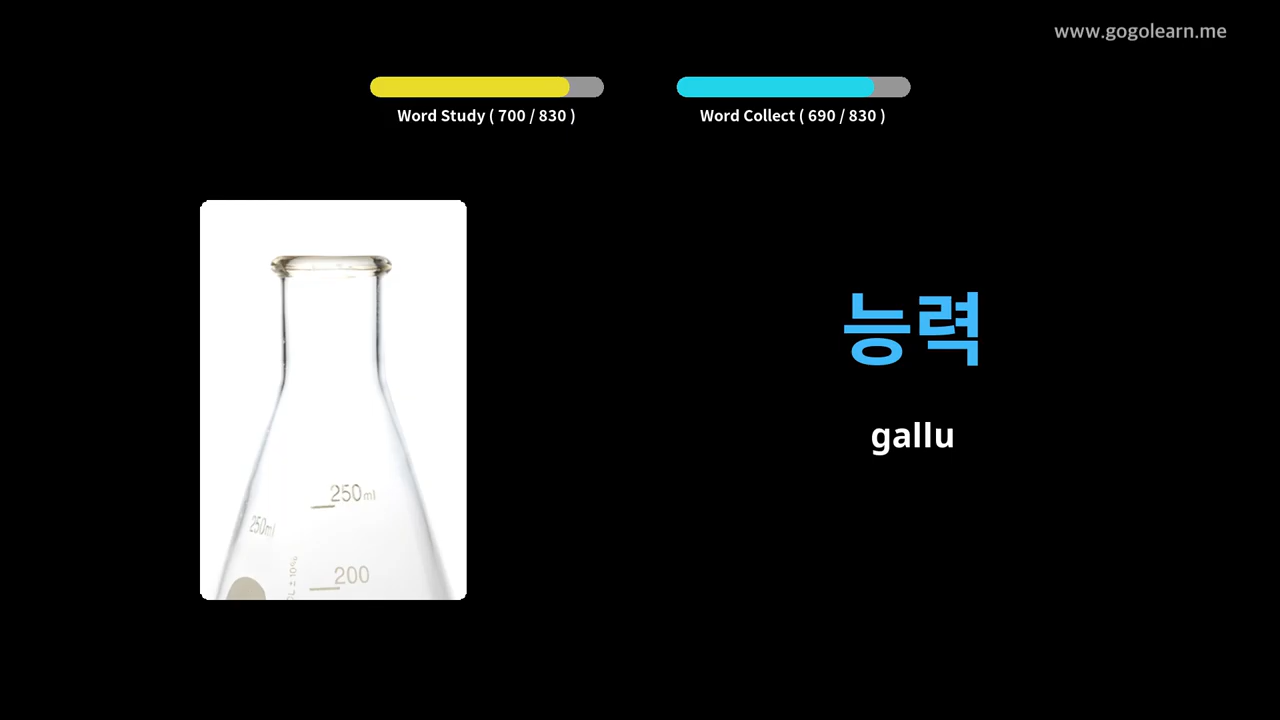 www.gogolearn.me
Word Study ( 700 / 830 )
Word Collect ( 690 / 830 )
능력
gallu
250ml
250ml
200